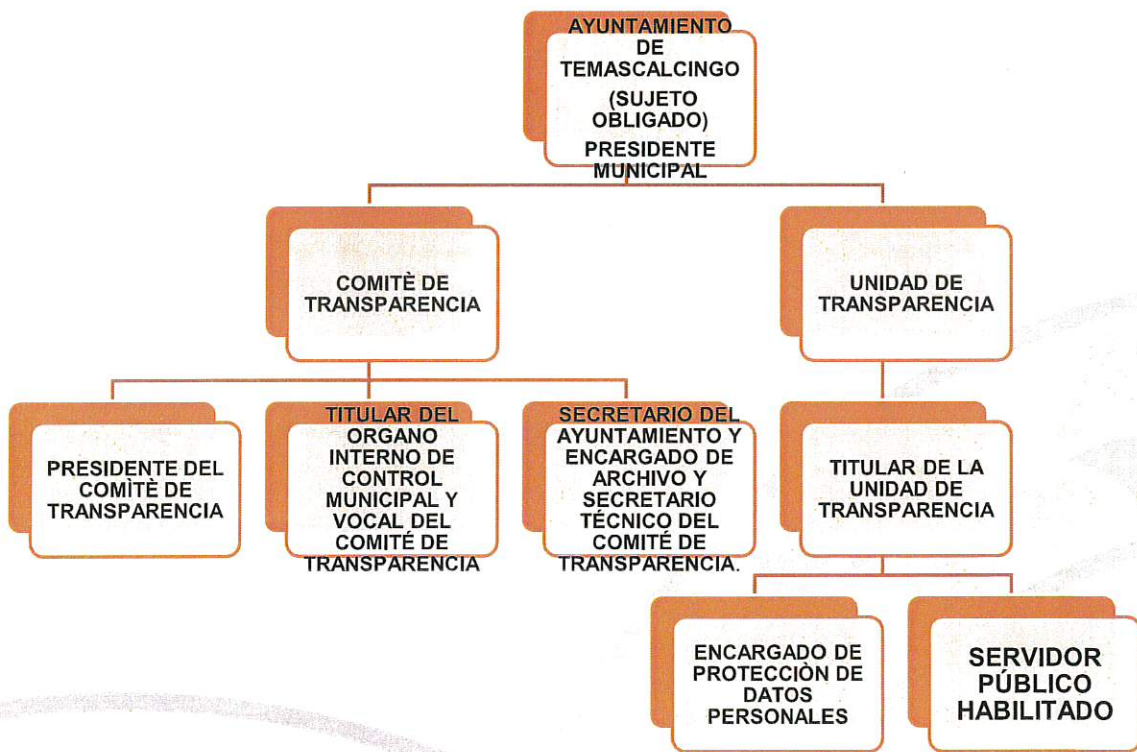 AYUNTAMIENTO
DE
TEMASCALCINGO
(SUJETO
OBLIGADO)
PRESIDENTE
MUNICIPAL
COMITÈ DE
TRANSPARENCIA
UNIDAD DE
TRANSPARENCIA
PRESIDENTE DEL
COMÌTÈ DE
TRANSPARENCIA
TITULAR DEL
ORGANO
INTERNO DE
CONTROL
MUNICIPAL Y
VOCAL DEL
COMITÉ DE
TRANSPARENCIA
SECRETARIO DEL
AYUNTAMIENTO Y
ENCARGADO DE
ARCHIVO Y
SECRETARIO
TÉCNICO DEL
COMITÉ DE
TRANSPARENCIA.
TITULAR DE LA
UNIDAD DE
TRANSPARENCIA
ENCARGADO DE
PROTECCIÒN DE
DATOS
PERSONALES
SERVIDOR
PÚBLICO
HABILITADO